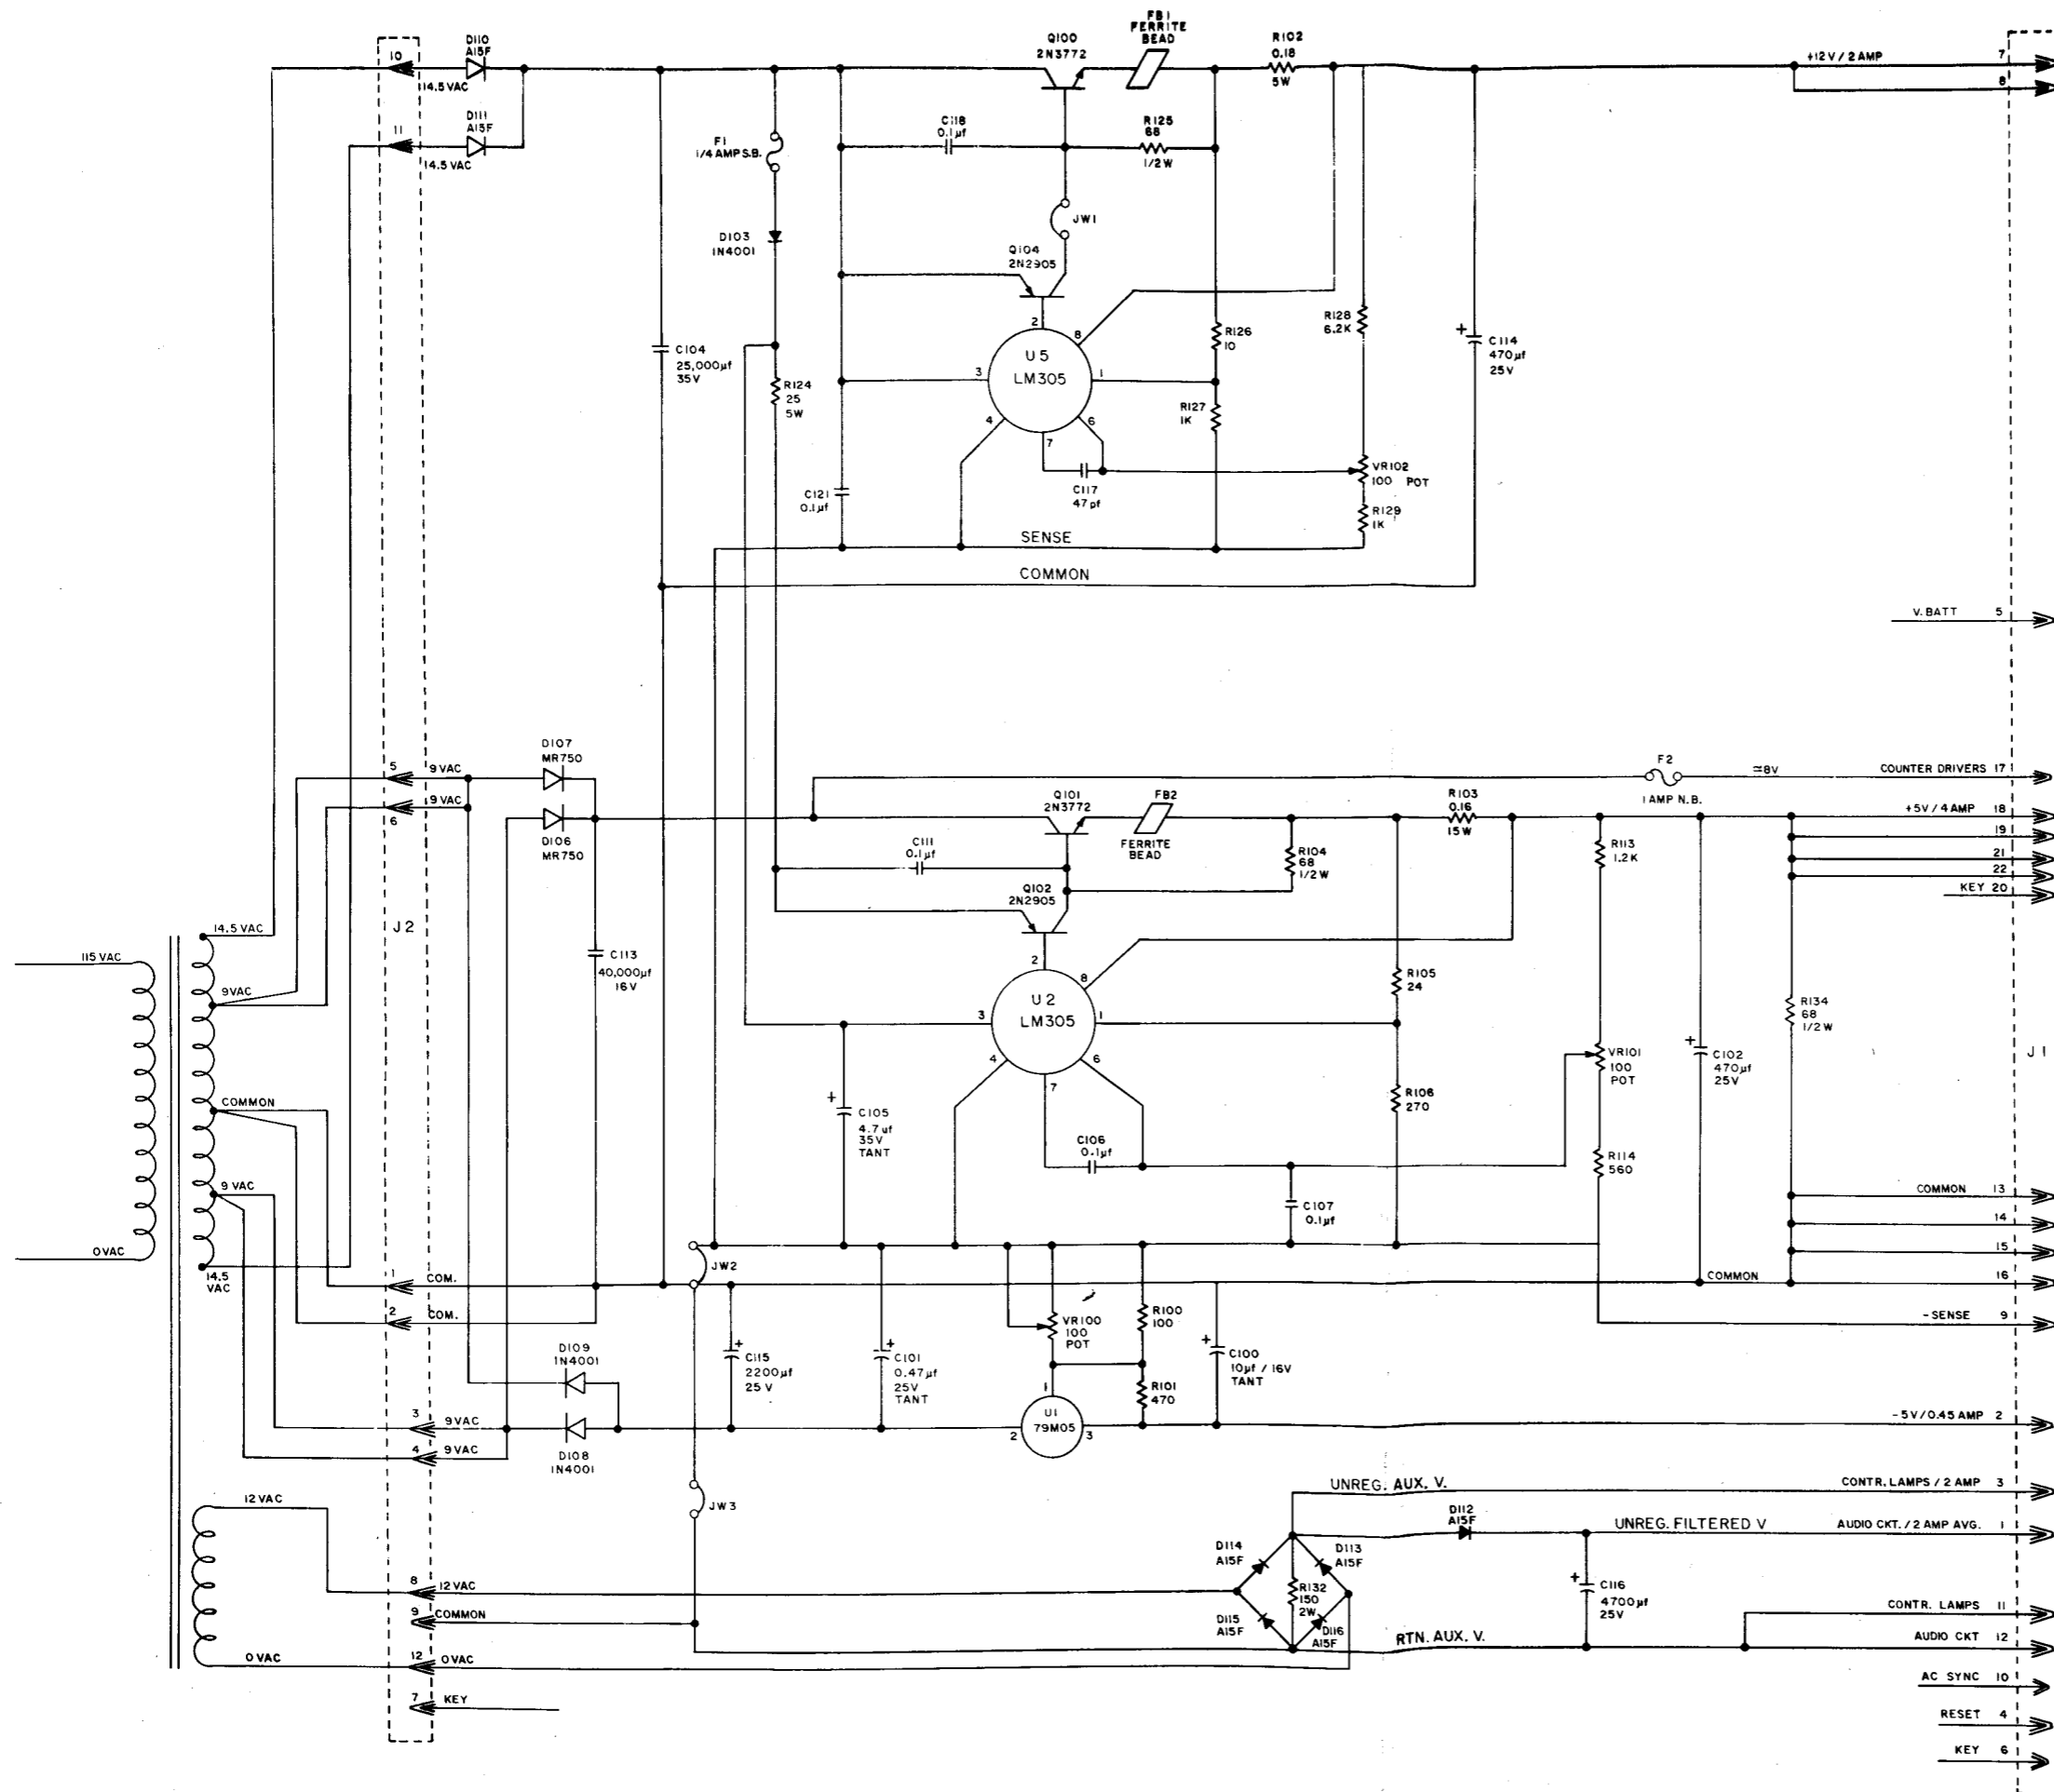 FB1
FERRITE
BEAD
D110
A15F
Q100
2N3772
R102
0.18
5W
10
14.5 VAC
+12V / 2 AMP
7
8
D111
A15F
11
14.5 VAC
F1
1/4 AMP S.B.
C118
0.1µf
R125
68
1/2 W
JW1
D103
1N4001
Q104
2N2905
2
8
U5
LM305
3
1
4
6
7
R126
10
R128
6.2K
C114
470µf
25V
+
C104
25,000µf
35V
R124
25
5W
R127
1K
VR102
100 POT
C117
47pf
C121
0.1µf
R129
1K
SENSE
COMMON
V. BATT 5
D107
MR750
5
9 VAC
9 VAC
6
D106
MR750
F2
1 AMP N.B.
≃8V
COUNTER DRIVERS 17
Q101
2N3772
FB2
FERRITE
BEAD
R103
0.16
15W
+5V / 4 AMP 18
19
21
22
KEY 20
C111
0.1µf
R104
68
1/2 W
R113
1.2K
Q102
2N2905
J2
14.5 VAC
115 VAC
9VAC
C113
40,000µf
16V
2
8
U2
LM305
3
1
4
6
7
R105
24
R134
68
1/2 W
VR101
100
POT
+
C102
470µf
25V
J1
COMMON
+
C105
4.7uf
35V
TANT
R106
270
C106
0.1µf
R114
560
9 VAC
C107
0.1µf
COMMON 13
14
15
16
0VAC
14.5
VAC
JW2
1
COM.
COMMON
2
COM.
-SENSE 9
VR100
100
POT
R100
100
D109
1N4001
+
C115
2200µf
25V
+
C101
0.47µf
25V
TANT
+
C100
10µf / 16V
TANT
R101
470
3
9VAC
4
9VAC
D108
1N4001
1
U1
79M05
2
3
-5V/0.45 AMP 2
12 VAC
JW3
UNREG. AUX. V.
CONTR. LAMPS / 2 AMP 3
D112
A15F
UNREG. FILTERED V
AUDIO CKT. / 2 AMP AVG. 1
D114
A15F
D113
A15F
8
12 VAC
R132
150
2W
+
C116
4700µf
25V
9
COMMON
D115
A15F
D116
A15F
CONTR. LAMPS 11
RTN. AUX. V.
AUDIO CKT 12
0 VAC
12
0VAC
AC SYNC 10
7
KEY
RESET 4
KEY 6